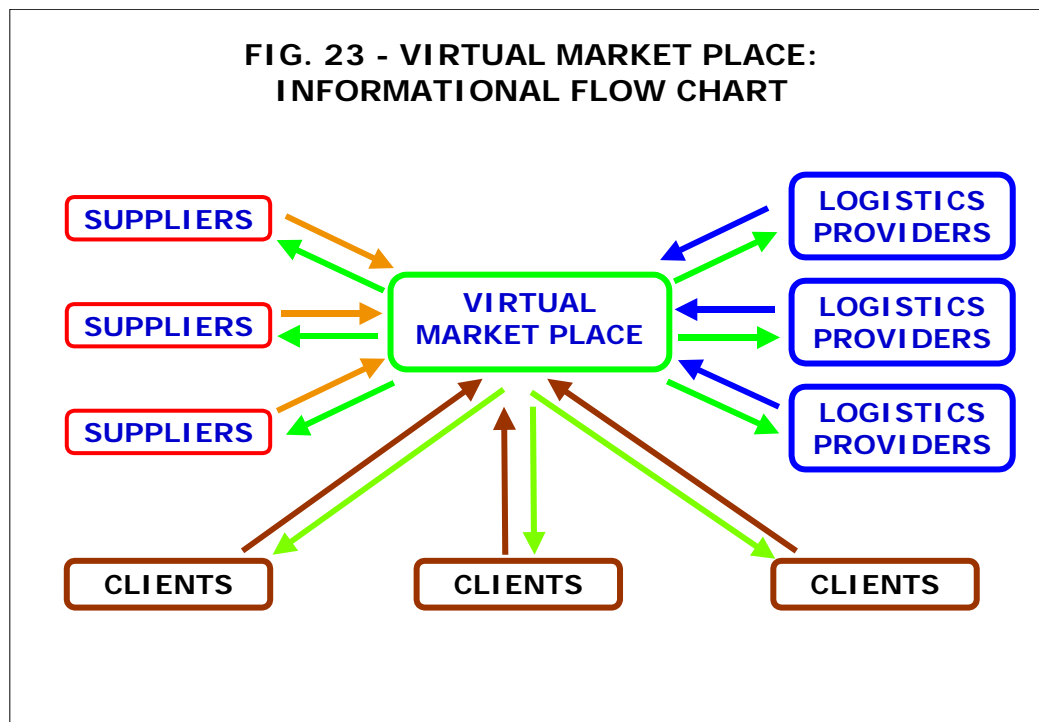 FIG. 23 - VIRTUAL MARKET PLACE:
INFORMATIONAL FLOW CHART
SUPPLIERS
LOGISTICS
PROVIDERS
SUPPLIERS
VIRTUAL
MARKET PLACE
LOGISTICS
PROVIDERS
SUPPLIERS
LOGISTICS
PROVIDERS
CLIENTS
CLIENTS
CLIENTS